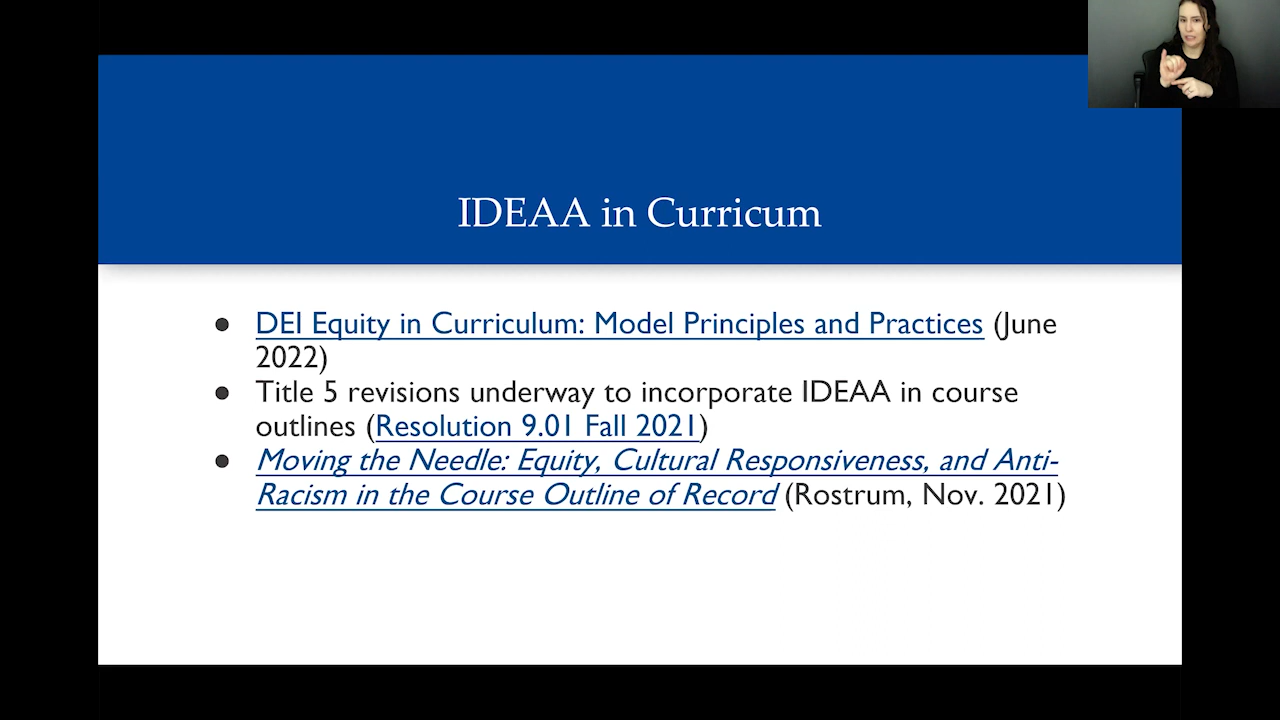 IDEAA in Curricum
● DEI Equity in Curriculum: Model Principles and Practices (June
2022)
● Title 5 revisions underway to incorporate IDEAA in course
outlines (Resolution 9.01 Fall 2021)
● Moving the Needle: Equity, Cultural Responsiveness, and Anti-
Racism in the Course Outline of Record (Rostrum, Nov. 2021)